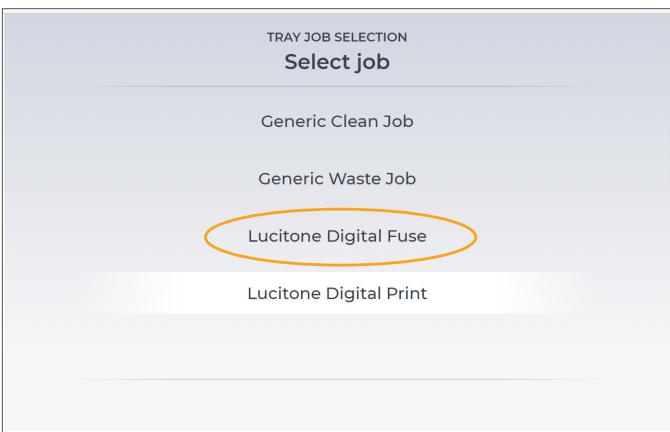 TRAY JOB SELECTION
Select job
Generic Clean Job
Generic Waste Job
Lucitone Digital Fuse
Lucitone Digital Print